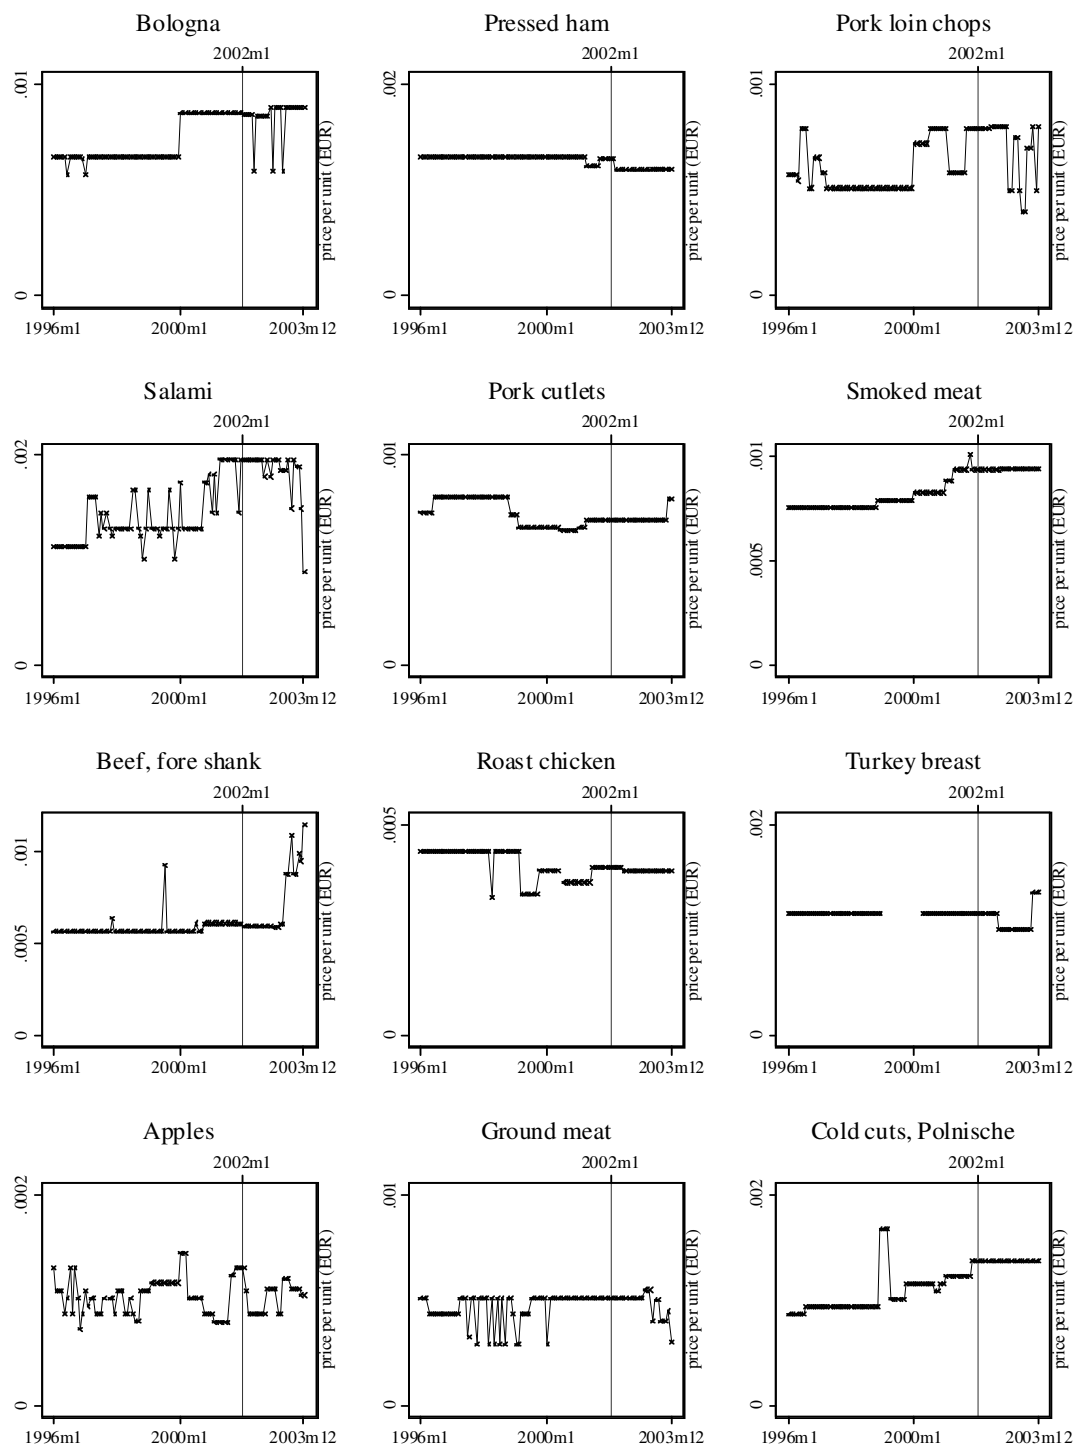 Bologna
Pressed ham
Pork loin chops
2002m1
2002m1
2002m1
.001
.002
.001
0
0
0
price per unit (EUR)
price per unit (EUR)
price per unit (EUR)
1996m1 2000m1 2003m12
1996m1 2000m1 2003m12
1996m1 2000m1 2003m12
Salami
Pork cutlets
Smoked meat
2002m1
2002m1
2002m1
.002
.001
.001
.0005
0
0
0
price per unit (EUR)
price per unit (EUR)
price per unit (EUR)
1996m1 2000m1 2003m12
1996m1 2000m1 2003m12
1996m1 2000m1 2003m12
Beef, fore shank
Roast chicken
Turkey breast
2002m1
2002m1
2002m1
.001
.0005
.0005
.002
0
0
0
price per unit (EUR)
price per unit (EUR)
price per unit (EUR)
1996m1 2000m1 2003m12
1996m1 2000m1 2003m12
1996m1 2000m1 2003m12
Apples
Ground meat
Cold cuts, Polnische
2002m1
2002m1
2002m1
.0002
.001
.002
0
0
0
price per unit (EUR)
price per unit (EUR)
price per unit (EUR)
1996m1 2000m1 2003m12
1996m1 2000m1 2003m12
1996m1 2000m1 2003m12